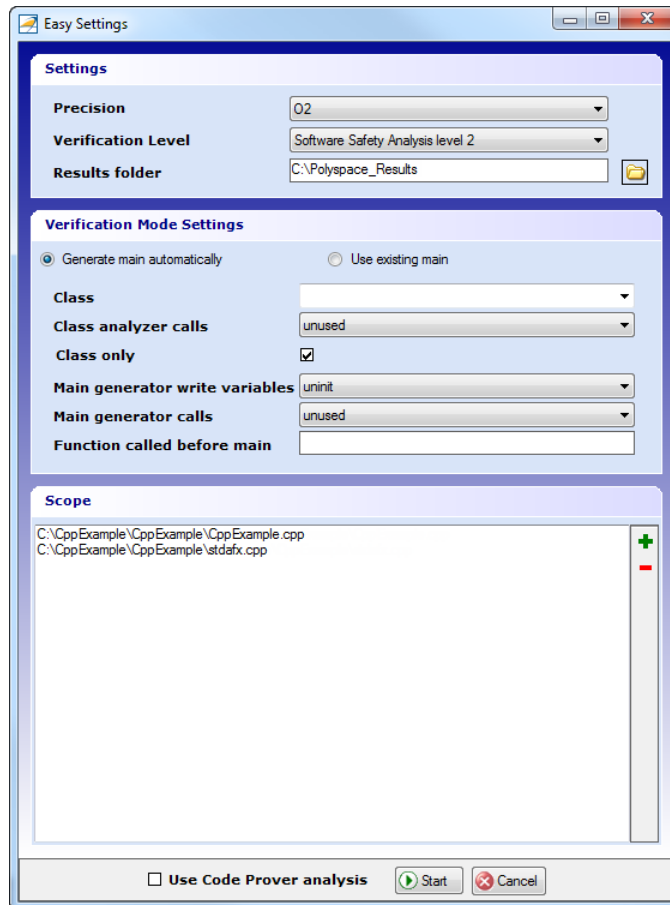 Easy Settings
Settings
Precision O2
Verification Level Software Safety Analysis level 2
Results folder C:\Polyspace_Results
Verification Mode Settings
Generate main automatically Use existing main
Class
Class analyzer calls unused
Class only
Main generator write variables uninit
Main generator calls unused
Function called before main
Scope
C:\CppExample\CppExample\CppExample.cpp
C:\CppExample\CppExample\stdafx.cpp
Use Code Prover analysis Start Cancel